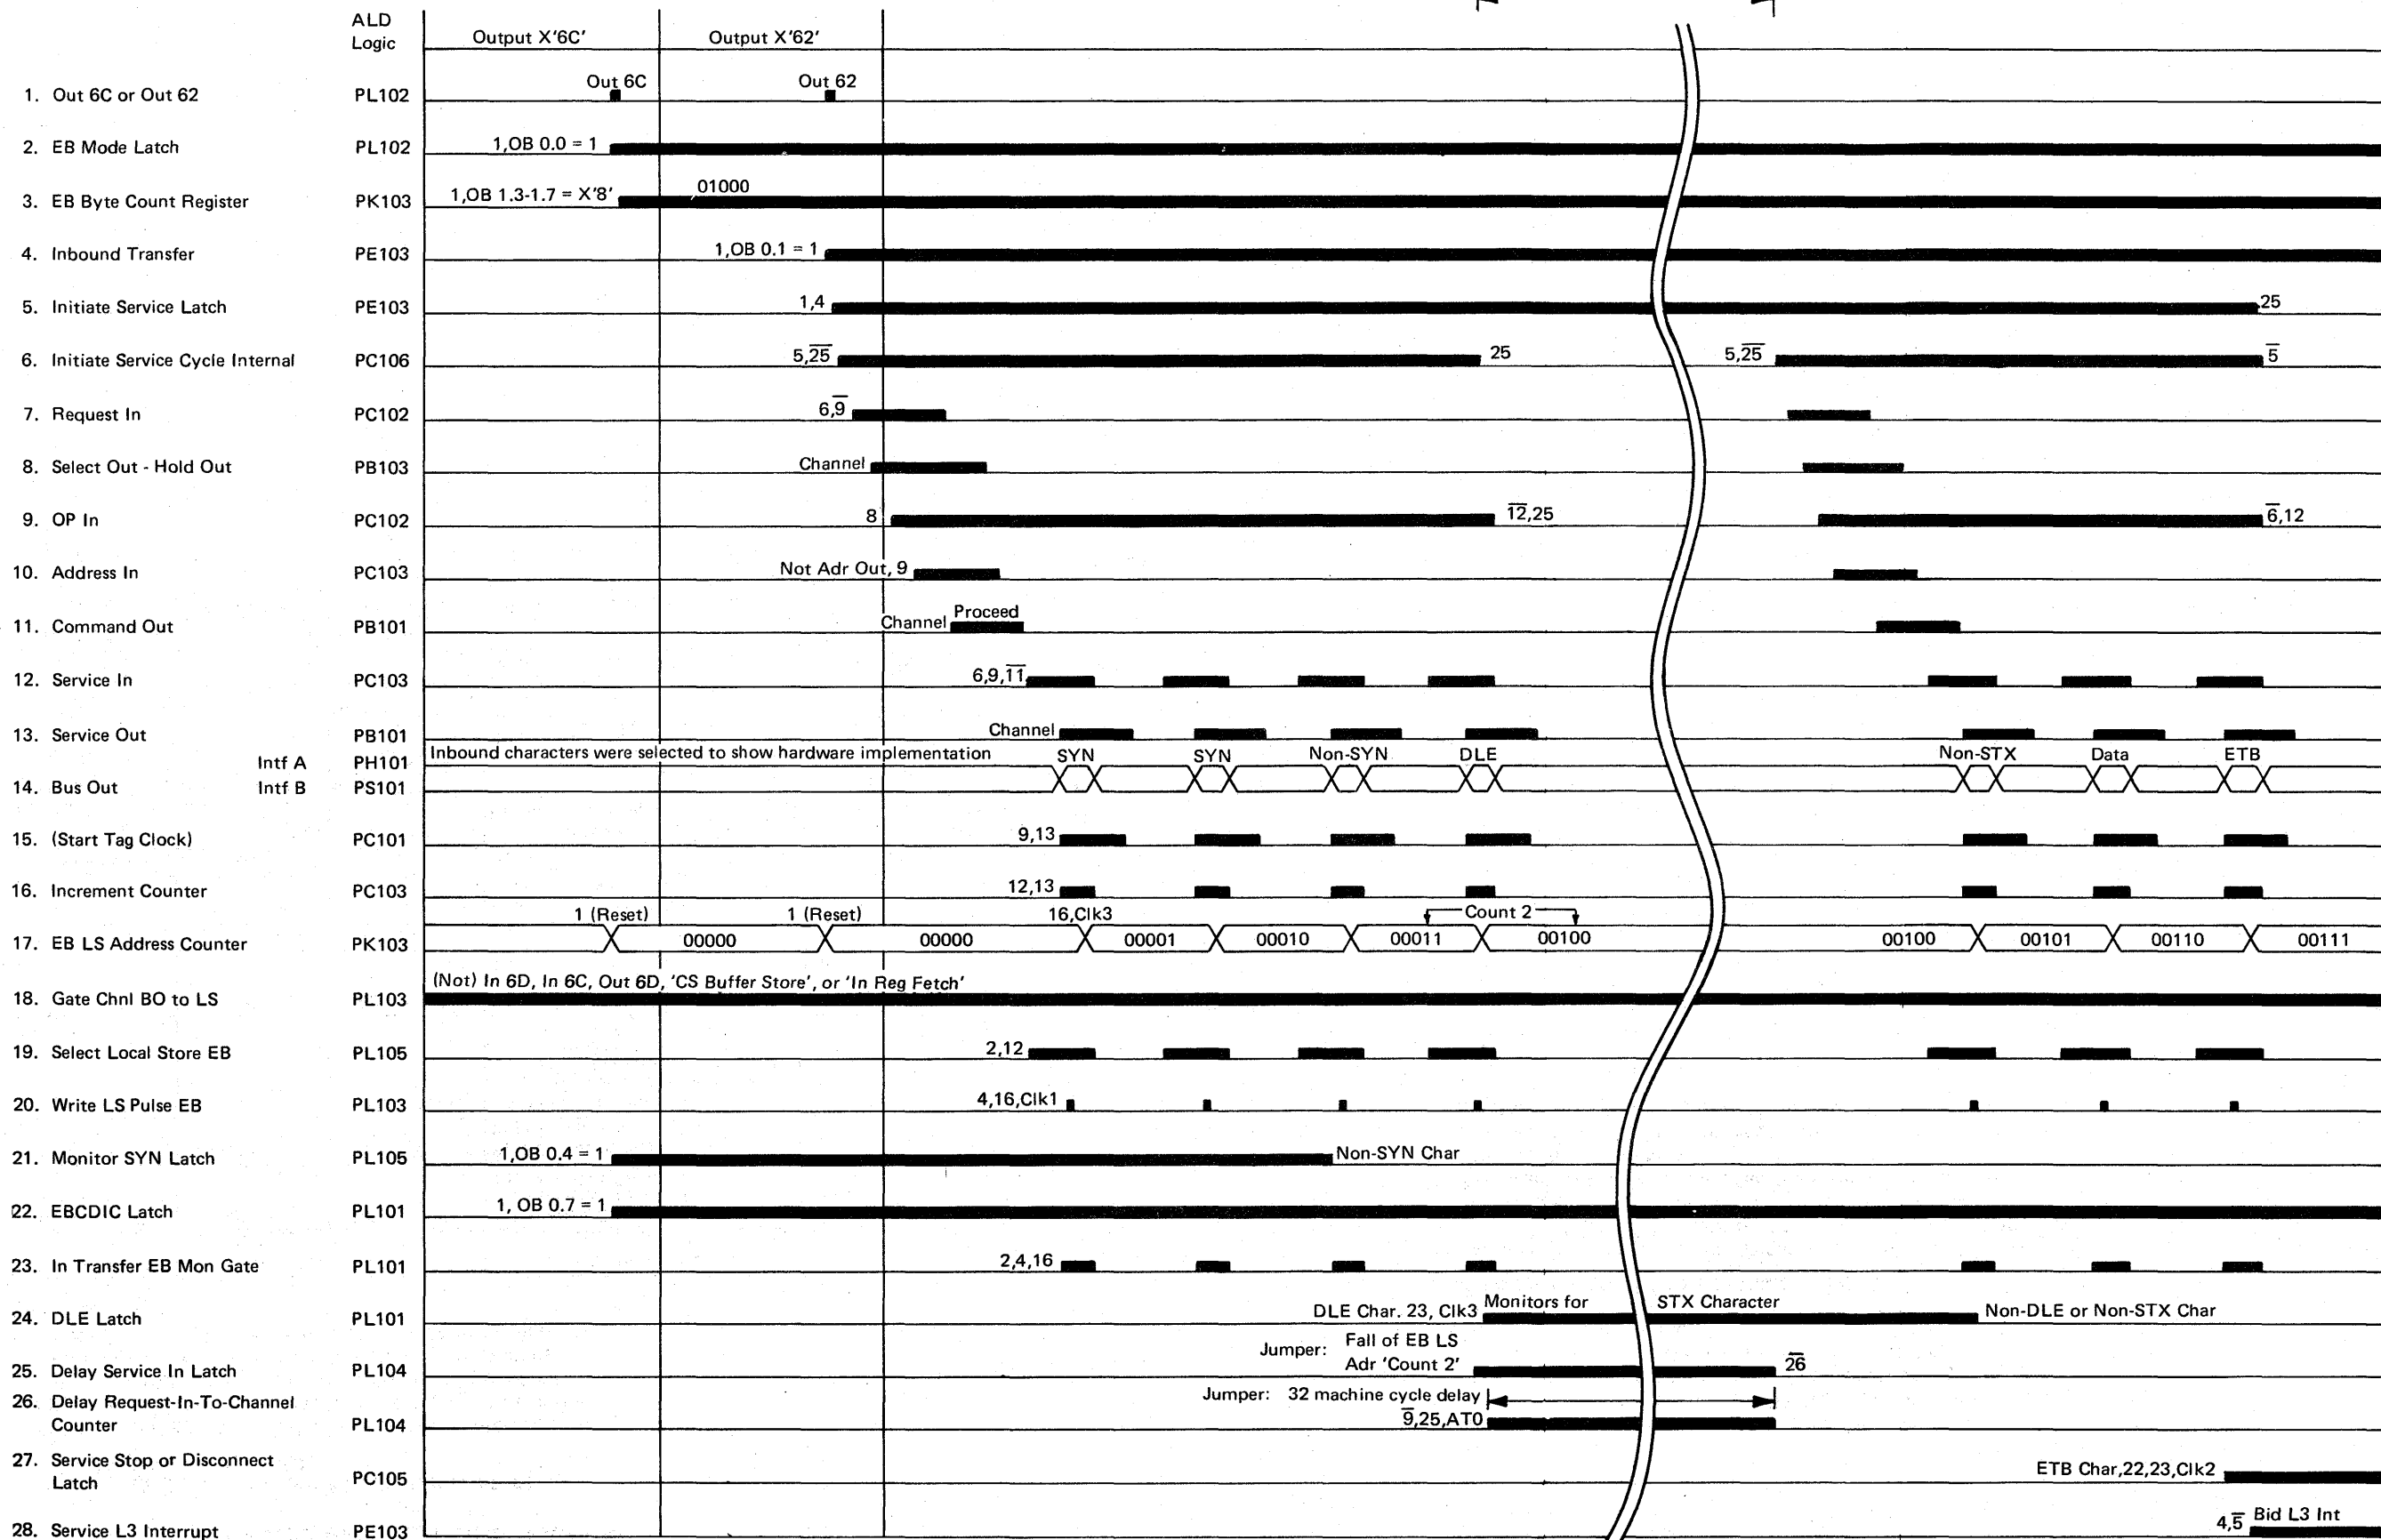 ALD
Logic
Output X'6C'
Output X'62'
Out 6C
Out 62
1. Out 6C or Out 62 PL102
2. EB Mode Latch PL102 1,OB 0.0 = 1
3. EB Byte Count Register PK103 1,OB 1.3-1.7 = X'8' 01000
4. Inbound Transfer PE103 1,OB 0.1 = 1
5. Initiate Service Latch PE103 1,4 25
6. Initiate Service Cycle Internal PC106 5,2̅5̅ 25 5,2̅5̅ 5̅
7. Request In PC102 6,9̅
8. Select Out - Hold Out PB103 Channel
9. OP In PC102 8 1̅2̅,25 6̅,12
10. Address In PC103 Not Adr Out, 9
11. Command Out PB101 Channel Proceed
12. Service In PC103 6,9,1̅1̅
13. Service Out PB101 Channel
Intf A PH101 Inbound characters were selected to show hardware implementation SYN SYN Non-SYN DLE Non-STX Data ETB
14. Bus Out Intf B PS101
15. (Start Tag Clock) PC101 9,13
16. Increment Counter PC103 12,13
1 (Reset) 1 (Reset) 16,Clk3 Count 2
17. EB LS Address Counter PK103 00000 00000 00001 00010 00011 00100 00100 00101 00110 00111
(Not) In 6D, In 6C, Out 6D, 'CS Buffer Store', or 'In Reg Fetch'
18. Gate Chnl BO to LS PL103
19. Select Local Store EB PL105 2,12
20. Write LS Pulse EB PL103 4,16,Clk1
21. Monitor SYN Latch PL105 1,OB 0.4 = 1 Non-SYN Char
22. EBCDIC Latch PL101 1, OB 0.7 = 1
23. In Transfer EB Mon Gate PL101 2,4,16
24. DLE Latch PL101 DLE Char. 23, Clk3 Monitors for STX Character Non-DLE or Non-STX Char
Jumper: Fall of EB LS
25. Delay Service In Latch PL104 Adr 'Count 2' 2̅6̅
26. Delay Request-In-To-Channel Jumper: 32 machine cycle delay
Counter PL104 9̅,25,AT0
27. Service Stop or Disconnect
Latch PC105 ETB Char,22,23,Clk2
28. Service L3 Interrupt PE103 4,5̅ Bid L3 Int